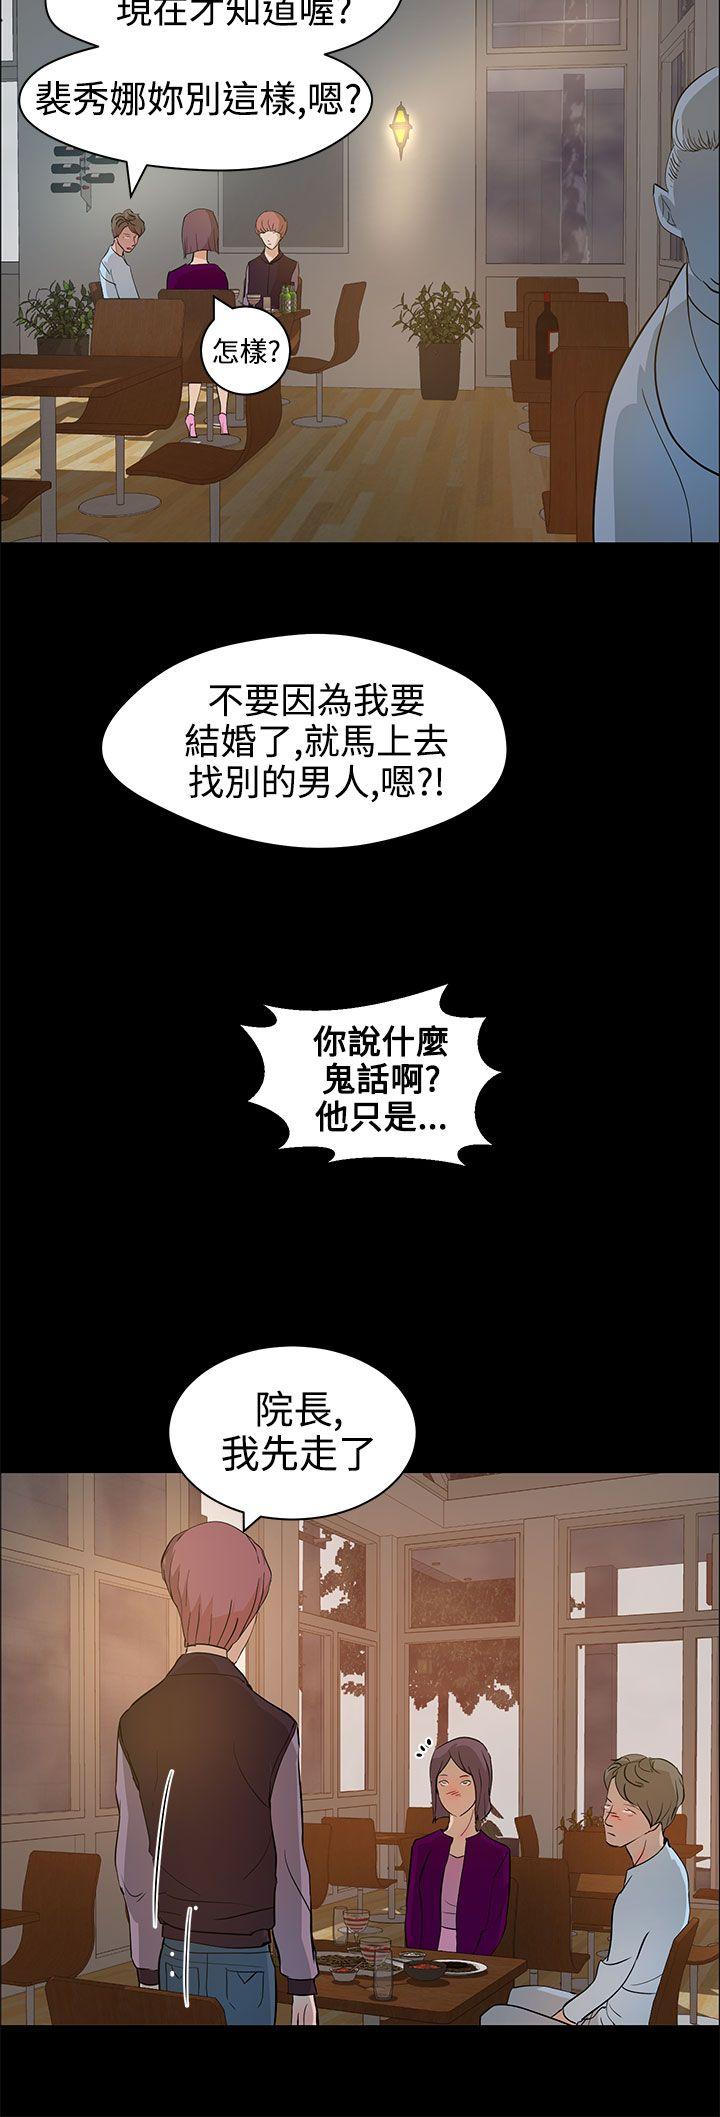 現在才知道喔?
裴秀娜妳別這樣,嗯?
怎樣?
不要因為我要
結婚了,就馬上去
找別的男人,嗯?!
你說什麼
鬼話啊?
他只是...
院長,
我先走了